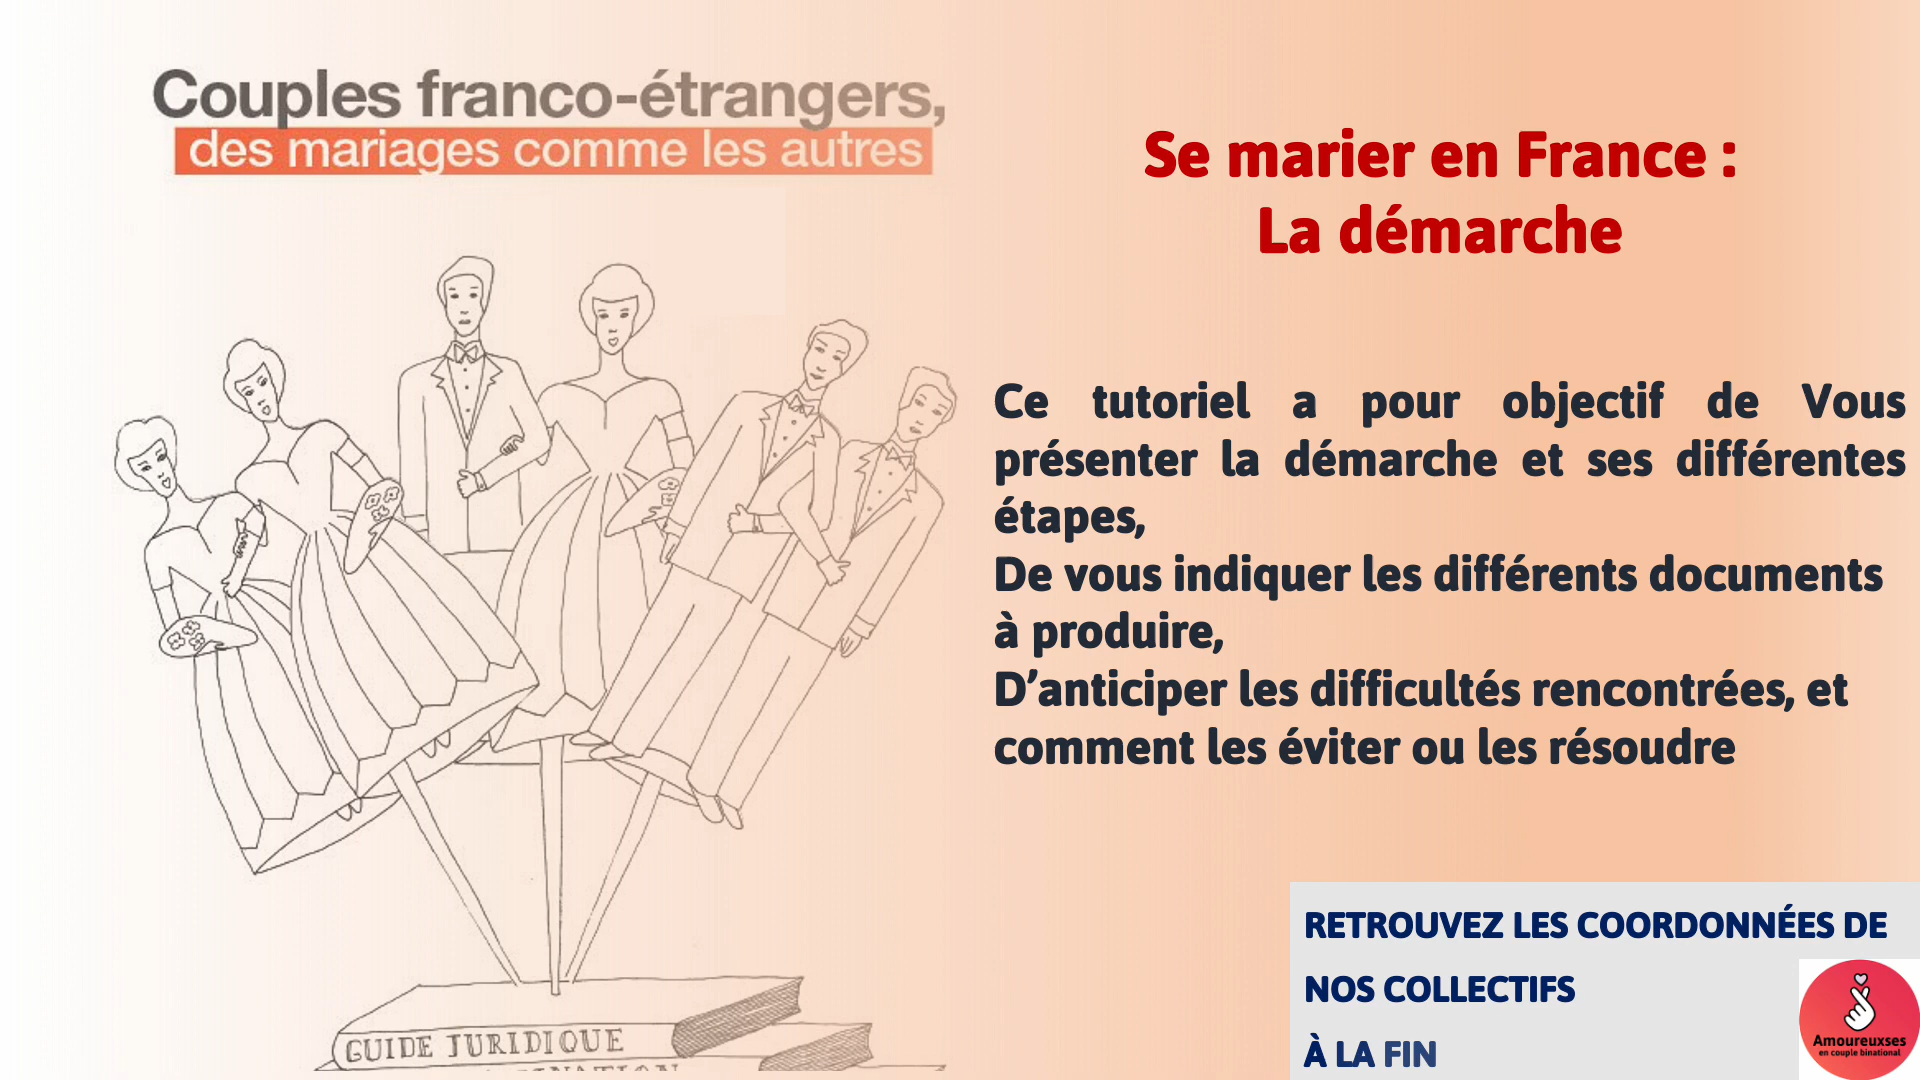 Couples franco-étrangers,
des mariages comme les autres
GUIDE JURIDIQUE
Se marier en France :
La démarche
Ce tutoriel a pour objectif de Vous
présenter la démarche et ses différentes
étapes,
De vous indiquer les différents documents
à produire,
D’anticiper les difficultés rencontrées, et
comment les éviter ou les résoudre
RETROUVEZ LES COORDONNÉES DE
NOS COLLECTIFS
À LA FIN
Amoureuxses
en couple binational